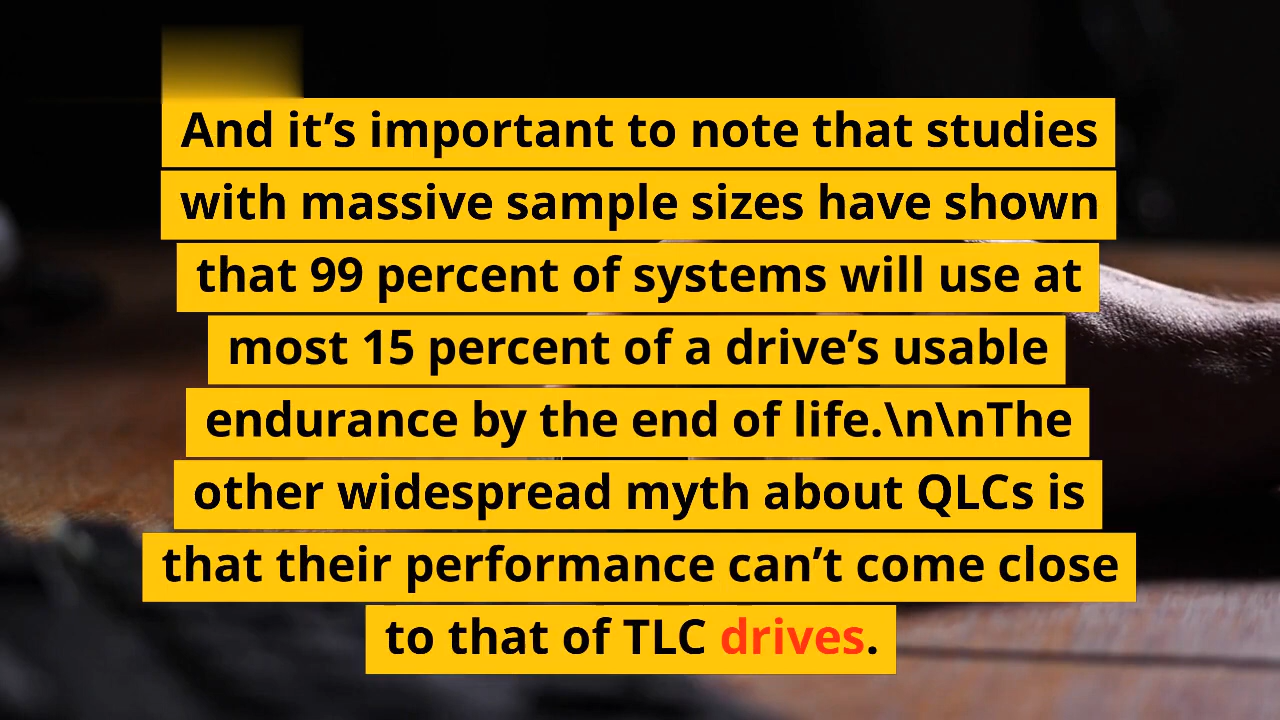 And it’s important to note that studies
with massive sample sizes have shown
that 99 percent of systems will use at
most 15 percent of a drive’s usable
endurance by the end of life.\n\nThe
other widespread myth about QLCs is
that their performance can’t come close
to that of TLC drives.